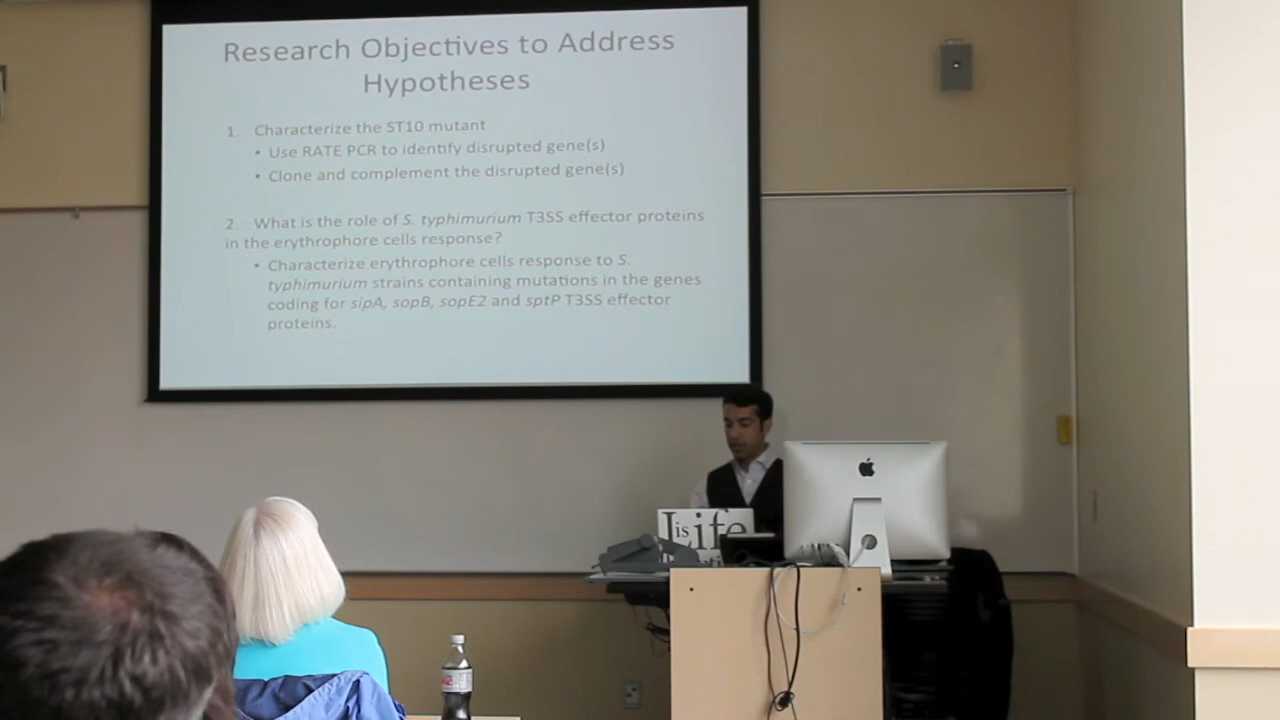 Research Objectives to Address
Hypotheses
1. Characterize the ST10 mutant
• Use RATE PCR to identify disrupted gene(s)
• Clone and complement the disrupted gene(s)
2. What is the role of S. typhimurium T3SS effector proteins
in the erythrophore cells response?
• Characterize erythrophore cells response to S.
typhimurium strains containing mutations in the genes
coding for sipA, sopB, sopE2 and sptP T3SS effector
proteins.
Life
is